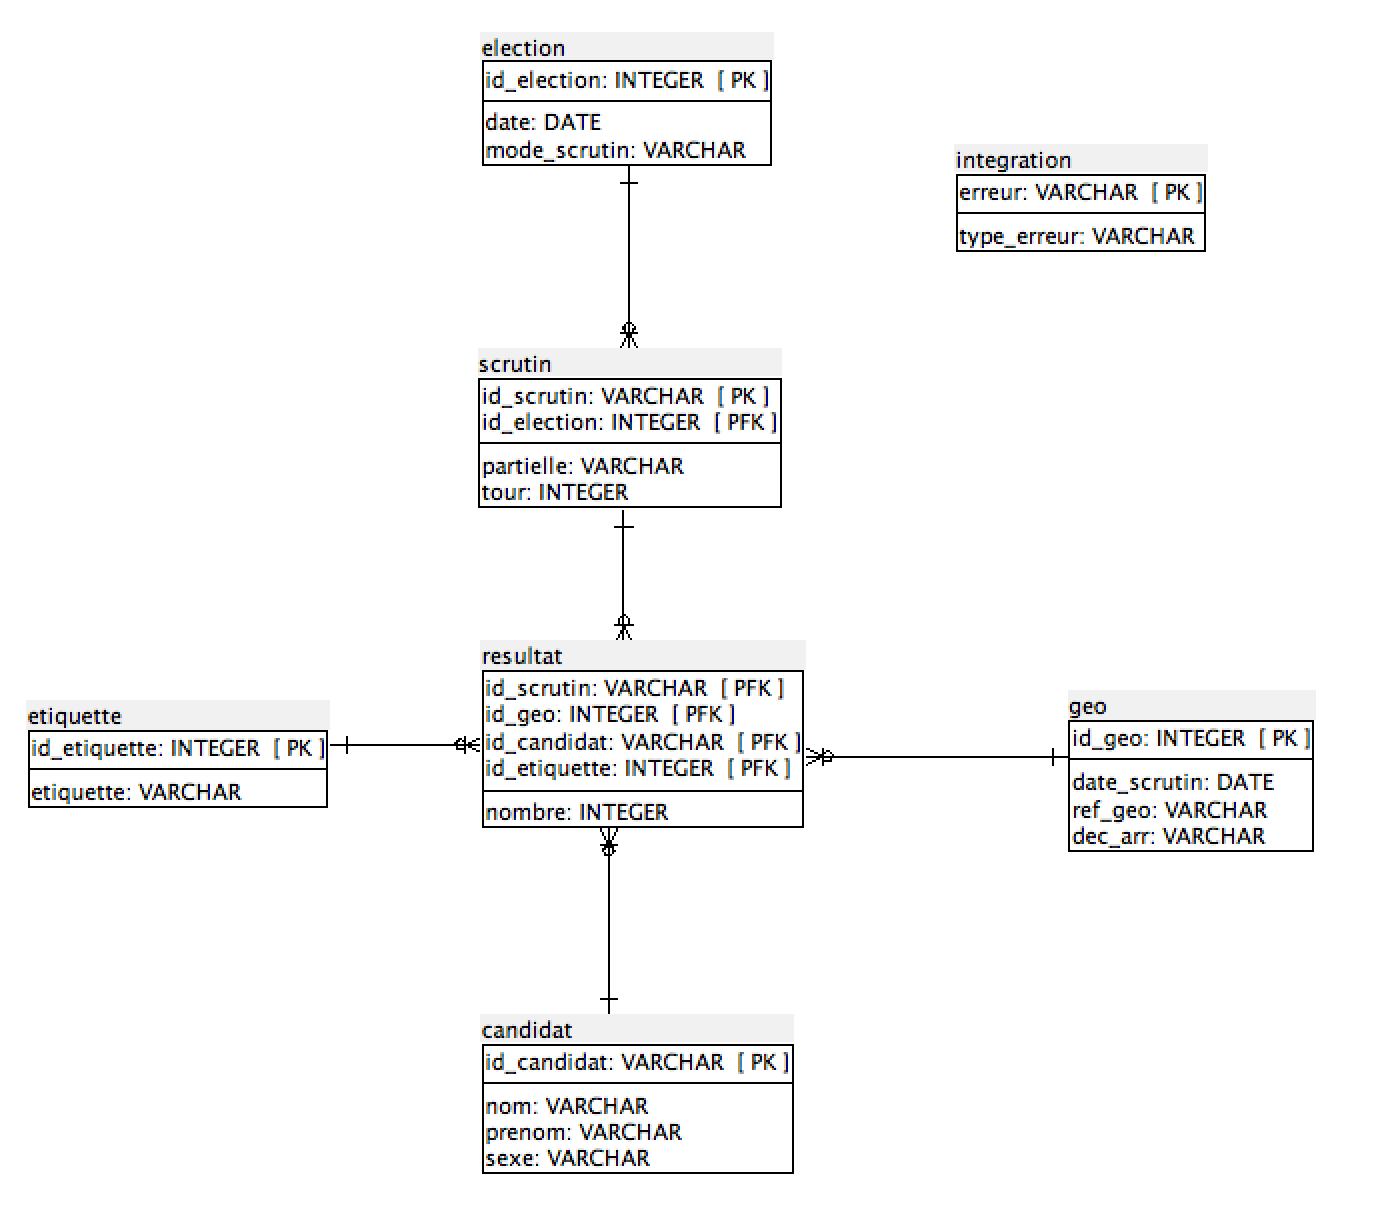 election
id_election: INTEGER [ PK ]
date: DATE
mode_scrutin: VARCHAR
integration
erreur: VARCHAR [ PK ]
type_erreur: VARCHAR
scrutin
id_scrutin: VARCHAR [ PK ]
id_election: INTEGER [ PFK ]
partielle: VARCHAR
tour: INTEGER
resultat
id_scrutin: VARCHAR [ PFK ]
id_geo: INTEGER [ PFK ]
id_candidat: VARCHAR [ PFK ]
id_etiquette: INTEGER [ PFK ]
nombre: INTEGER
etiquette
id_etiquette: INTEGER [ PK ]
etiquette: VARCHAR
geo
id_geo: INTEGER [ PK ]
date_scrutin: DATE
ref_geo: VARCHAR
dec_arr: VARCHAR
candidat
id_candidat: VARCHAR [ PK ]
nom: VARCHAR
prenom: VARCHAR
sexe: VARCHAR